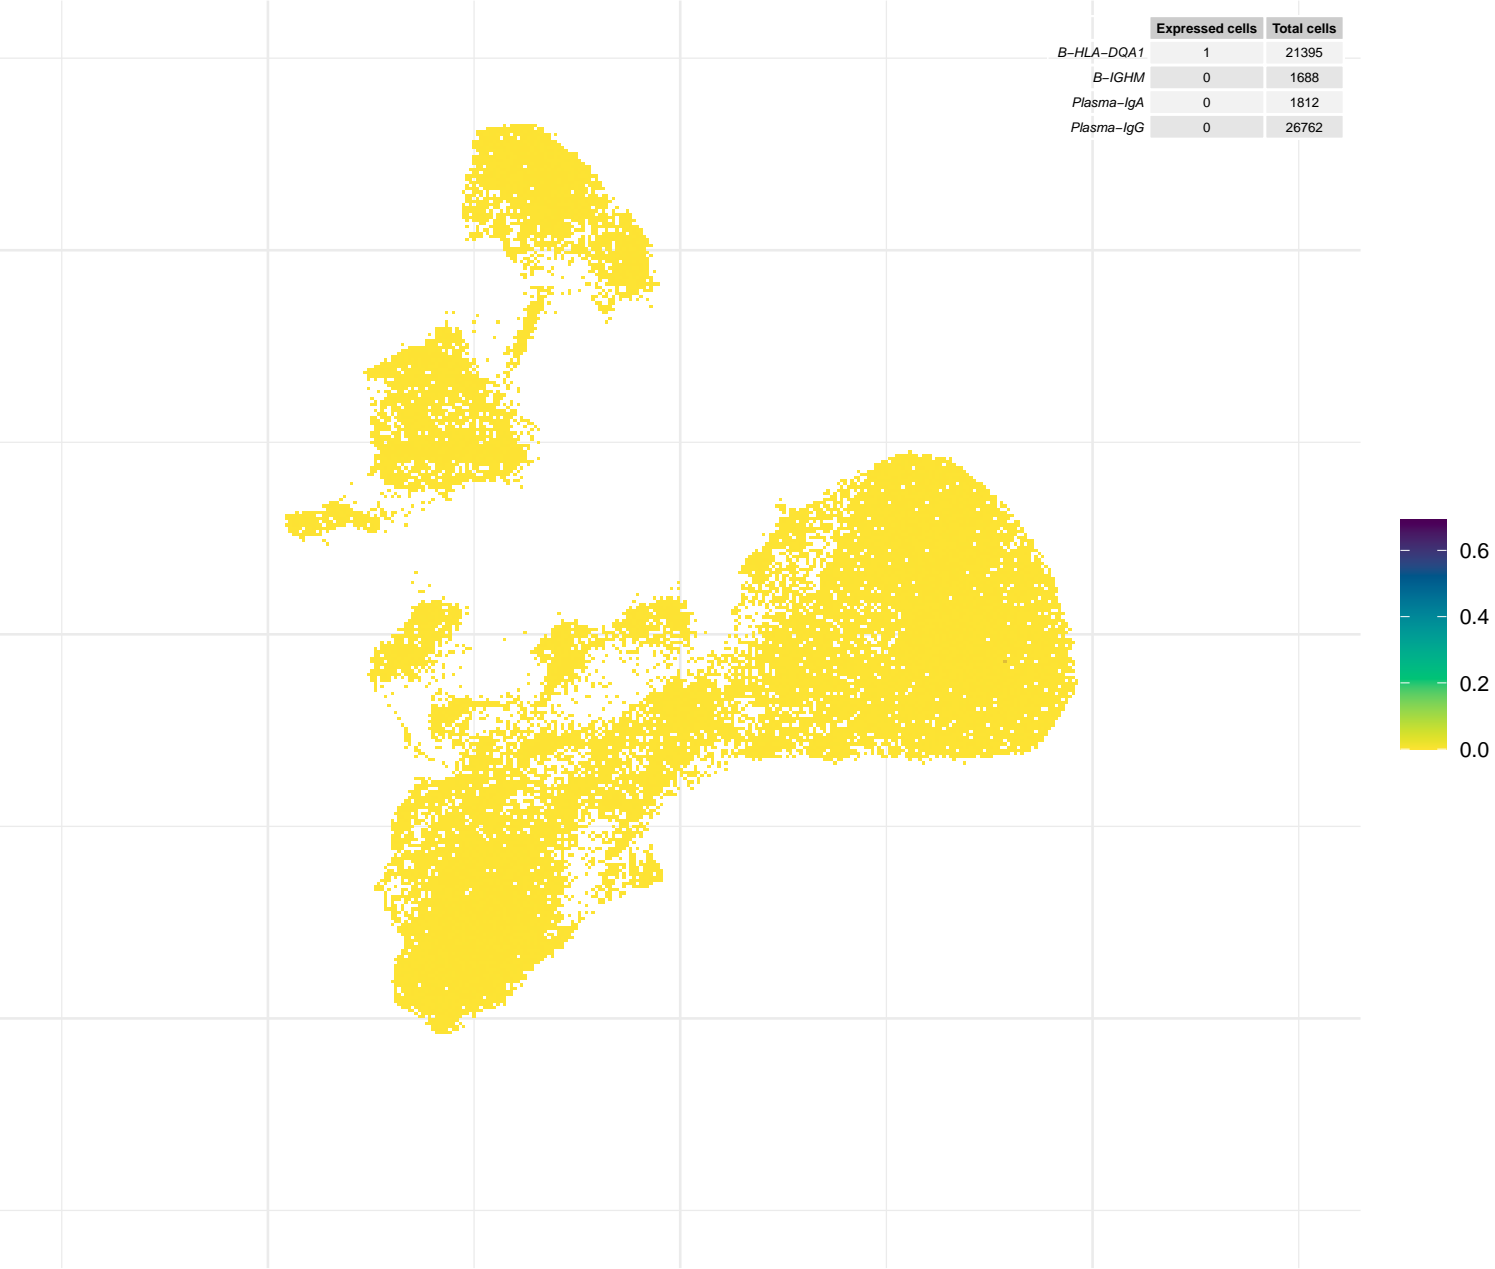 Expressed cells Total cells
B−HLA−DQA1 1 21395
B−IGHM 0 1688
Plasma−IgA 0 1812
Plasma−IgG 0 26762
0.6
0.4
0.2
0.0